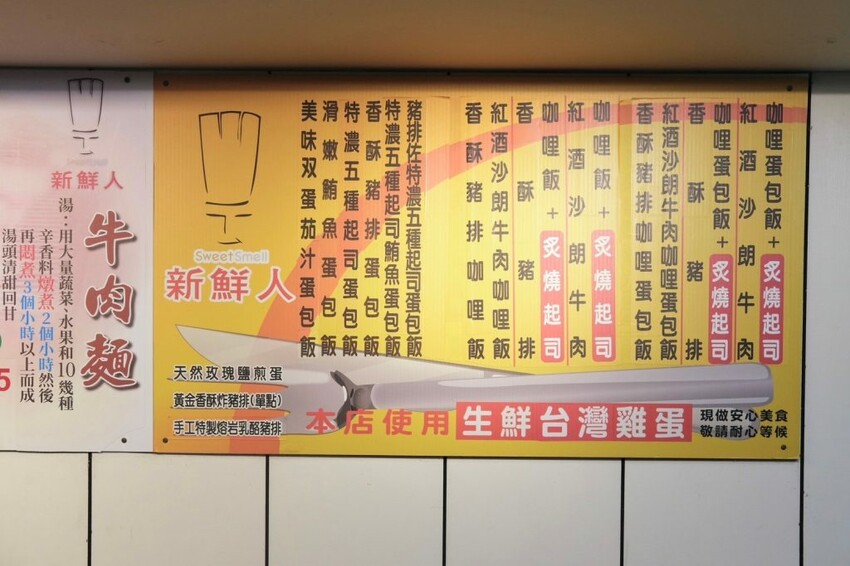 咖哩蛋包飯+炙燒起司
紅酒沙朗牛肉
咖哩蛋包飯+炙燒起司
香酥豬排
紅酒沙朗牛肉咖哩蛋包飯
香酥豬排咖哩蛋包飯
咖哩飯+炙燒起司
紅酒沙朗牛肉
咖哩飯+炙燒起司
香酥豬排
紅酒沙朗牛肉咖哩飯
香酥豬排咖哩飯
豬排佐特濃五種起司蛋包飯
特濃五種起司鮪魚蛋包飯
香酥豬排蛋包飯
特濃五種起司蛋包飯
滑嫩鮪魚蛋包飯
美味双蛋茄汁蛋包飯
SweetSmell
新鮮人
天然玫瑰鹽煎蛋
黃金香酥炸豬排(單點)
手工特製熔岩乳酪豬排
本店使用生鮮台灣雞蛋
現做安心美食
敬請耐心等候
新鮮人
牛肉麵
湯:用大量蔬菜、水果和10幾種
辛香料燉煮2個小時然後
再悶煮3個小時以上而成
湯頭清甜回甘
5